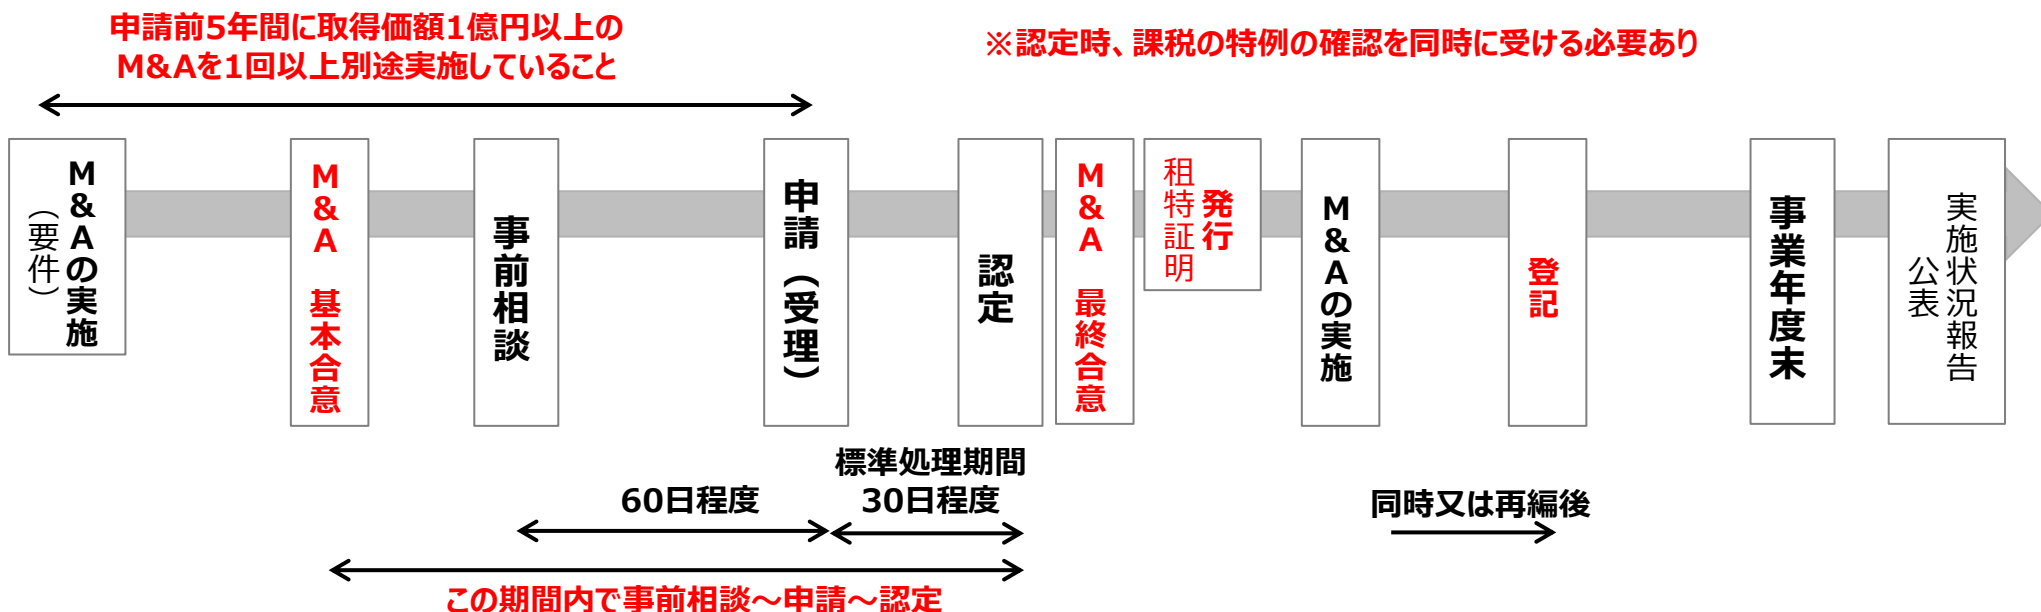 申請前5年間に取得価額1億円以上の
M&Aを1回以上別途実施していること
※認定時、課税の特例の確認を同時に受ける必要あり
M&Aの実施
(要件)
M&A 基本合意
事前相談
申請(受理)
認定
M&A 最終合意
発行
租特証明
M&Aの実施
登記
事業年度末
実施状況報告
公表
60日程度
標準処理期間
30日程度
同時又は再編後
この期間内で事前相談～申請～認定